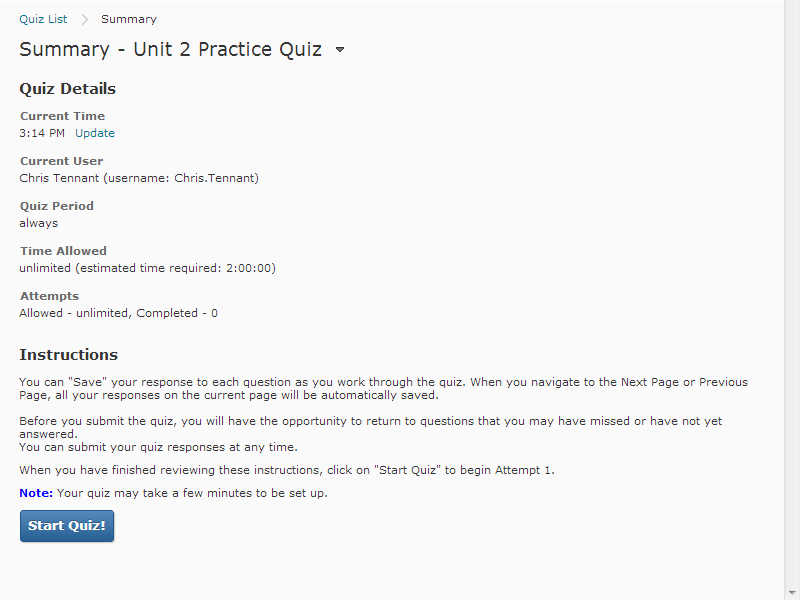 Quiz List Summary
Summary - Unit 2 Practice Quiz
Quiz Details
Current Time
3:14 PM Update
Current User
Chris Tennant (username: Chris.Tennant)
Quiz Period
always
Time Allowed
unlimited (estimated time required: 2:00:00)
Attempts
Allowed - unlimited, Completed - 0
Instructions
You can "Save" your response to each question as you work through the quiz. When you navigate to the Next Page or Previous
Page, all your responses on the current page will be automatically saved.
Before you submit the quiz, you will have the opportunity to return to questions that you may have missed or have not yet
answered.
You can submit your quiz responses at any time.
When you have finished reviewing these instructions, click on "Start Quiz" to begin Attempt 1.
Note: Your quiz may take a few minutes to be set up.
Start Quiz!